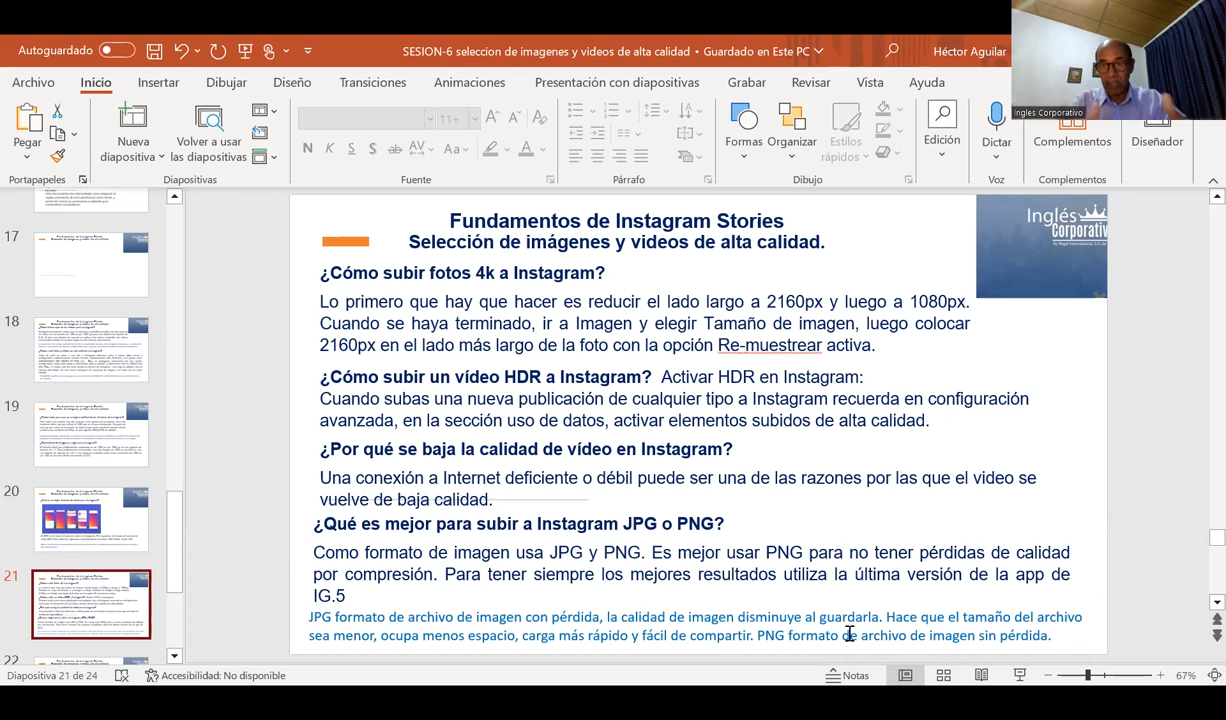 Autoguardado
SESION-6 seleccion de imagenes y videos de alta calidad • Guardado en Este PC
Héctor Aguilar
Archivo Inicio Insertar Dibujar Diseño Transiciones Animaciones Presentación con diapositivas Grabar Revisar Vista Ayuda
Ingles Corporativo
Pegar
Nueva diapositiva
Volver a usar las diapositivas
11+
N K S S ab AV Aa A
Formas Organizar Estilos rápidos
Edición
Dictar
Complementos
Diseñador
Portapapeles Diapositivas Fuente Párrafo Dibujo Voz Complementos
17
18
19
20
21
22
Fundamentos de Instagram Stories
Selección de imágenes y videos de alta calidad.
Inglés
Corporativ
¿Cómo subir fotos 4k a Instagram?
Lo primero que hay que hacer es reducir el lado largo a 2160px y luego a 1080px.
Cuando se haya terminado, ir a Imagen y elegir Tamaño de imagen, luego colocar
2160px en el lado más largo de la foto con la opción Re-muestrar activa.
¿Cómo subir un vídeo HDR a Instagram? Activar HDR en Instagram:
Cuando subas una nueva publicación de cualquier tipo a Instagram recuerda en configuración
avanzada, en la sección uso de datos, activar elementos subidos de alta calidad.
¿Por qué se baja la calidad de vídeo en Instagram?
Una conexión a Internet deficiente o débil puede ser una de las razones por las que el video se
vuelve de baja calidad.
¿Qué es mejor para subir a Instagram JPG o PNG?
Como formato de imagen usa JPG y PNG. Es mejor usar PNG para no tener pérdidas de calidad
por compresión. Para tener siempre los mejores resultados utiliza la última versión de la app de
IG.5
JPG formato de archivo de imagen con pérdida, la calidad de imagen disminuye al guardarla. Hace que el tamaño del archivo
sea menor, ocupa menos espacio, carga más rápido y fácil de compartir. PNG formato de archivo de imagen sin pérdida.
Diapositiva 21 de 24 Accesibilidad: No disponible Notas 67%